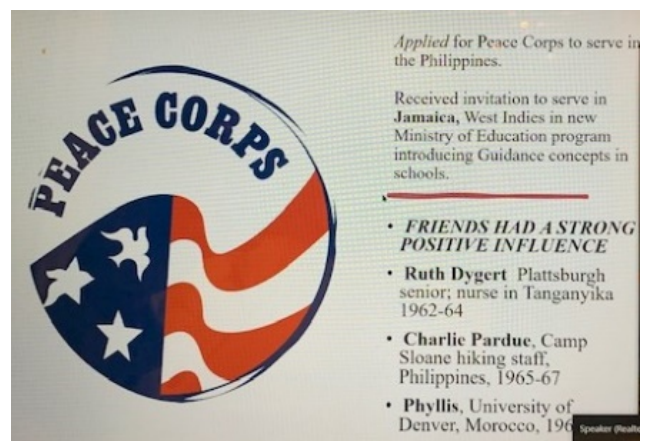 PEACE CORPS
Applied for Peace Corps to serve in
the Philippines.
Received invitation to serve in
Jamaica, West Indies in new
Ministry of Education program
introducing Guidance concepts in
schools.
• FRIENDS HAD A STRONG
POSITIVE INFLUENCE
• Ruth Dygert Plattsburgh
senior; nurse in Tanganyika
1962-64
• Charlie Pardue, Camp
Sloane hiking staff,
Philippines, 1965-67
• Phyllis, University of
Denver, Morocco, 196
Speaker (Realte